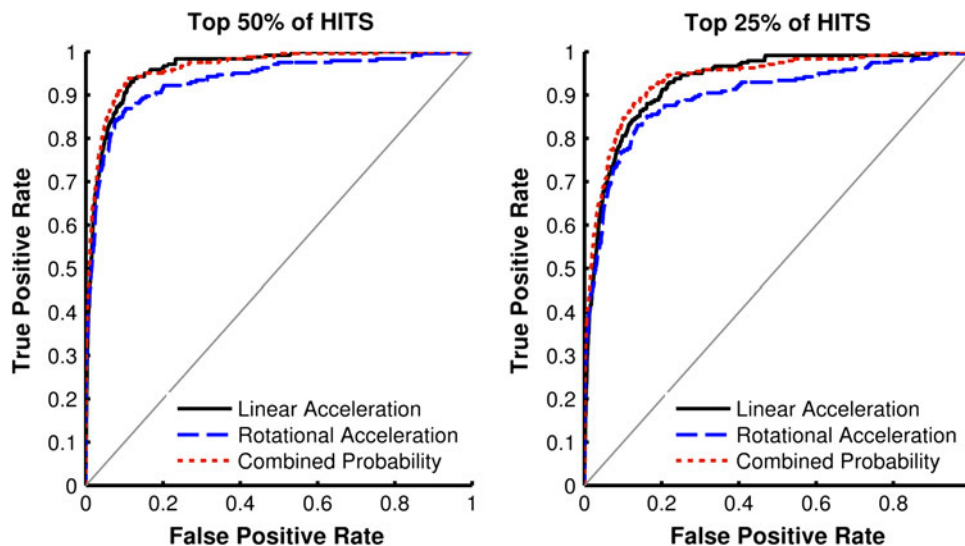 Top 50% of HITS
True Positive Rate
1
0.9
0.8
0.7
0.6
0.5
0.4
0.3
0.2
0.1
0
Linear Acceleration
Rotational Acceleration
Combined Probability
0 0.2 0.4 0.6 0.8 1
False Positive Rate
Top 25% of HITS
True Positive Rate
1
0.9
0.8
0.7
0.6
0.5
0.4
0.3
0.2
0.1
0
Linear Acceleration
Rotational Acceleration
Combined Probability
0 0.2 0.4 0.6 0.8
False Positive Rate